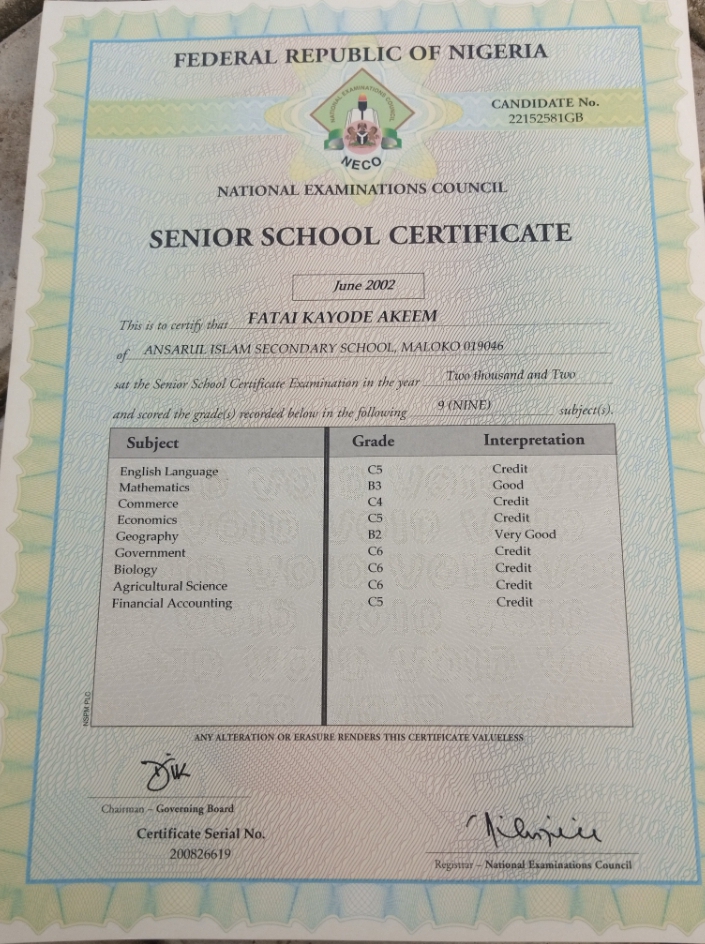 FEDERAL REPUBLIC OF NIGERIA
CANDIDATE No.
22152581GB
NATIONAL EXAMINATIONS COUNCIL
NECO
NATIONAL EXAMINATIONS COUNCIL
SENIOR SCHOOL CERTIFICATE
June 2002
This is to certify that FATAI KAYODE AKEEM
of ANSARUL ISLAM SECONDARY SCHOOL, MALOKO 019046
sat the Senior School Certificate Examination in the year Two thousand and Two
and scored the grade(s) recorded below in the following 9 (NINE) subject(s).
Subject Grade Interpretation
English Language C5 Credit
Mathematics B3 Good
Commerce C4 Credit
Economics C5 Credit
Geography B2 Very Good
Government C6 Credit
Biology C6 Credit
Agricultural Science C6 Credit
Financial Accounting C5 Credit
NSPM PLC
ANY ALTERATION OR ERASURE RENDERS THIS CERTIFICATE VALUELESS
Chairman – Governing Board
Certificate Serial No.
200826619
Registrar – National Examinations Council